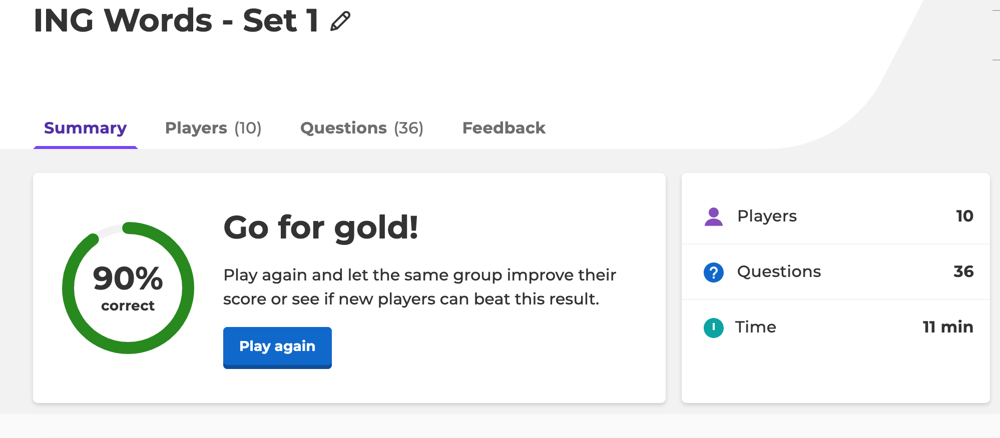 ING Words - Set 1
Summary Players (10) Questions (36) Feedback
90%
correct
Go for gold!
Play again and let the same group improve their
score or see if new players can beat this result.
Play again
Players 10
? Questions 36
Time 11 min